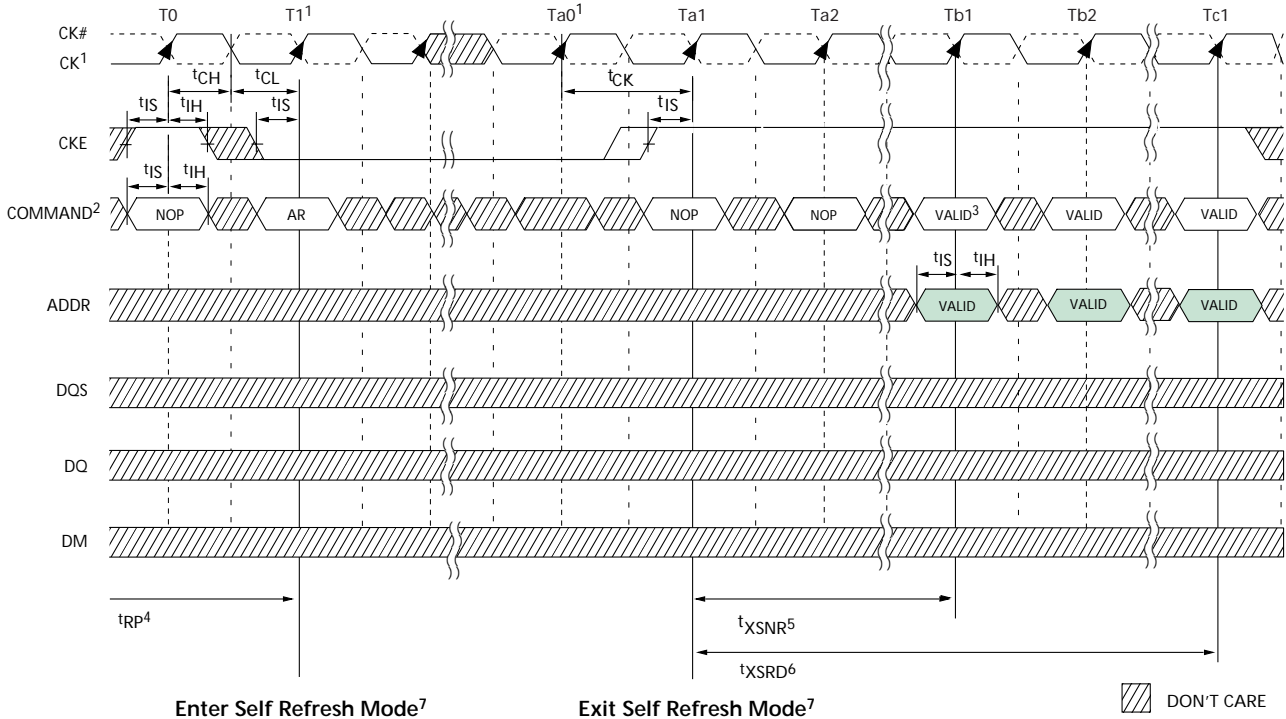 T0 T1¹ Ta0¹ Ta1 Ta2 Tb1 Tb2 Tc1
CK#
CK¹
tCH tCL tCK
tIS tIH tIS tIS
CKE
tIS tIH
COMMAND² NOP AR NOP NOP VALID³ VALID VALID
tIS tIH
ADDR VALID VALID VALID
DQS
DQ
DM
tRP⁴ tXSNR⁵
tXSRD⁶
Enter Self Refresh Mode⁷ Exit Self Refresh Mode⁷ DON'T CARE